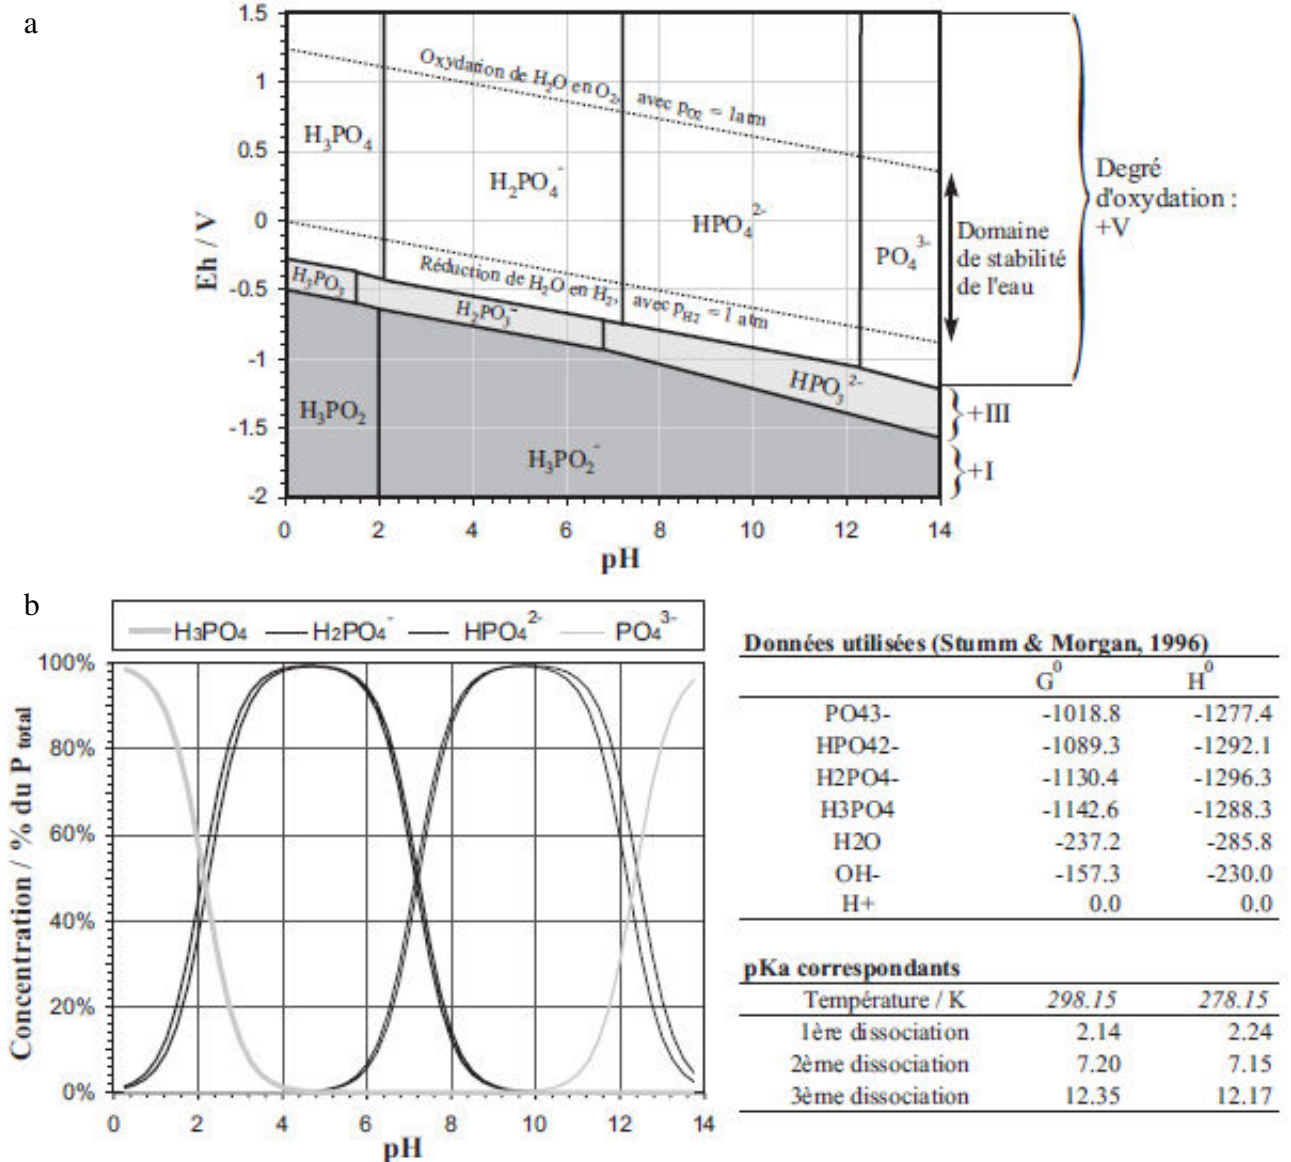 a
1.5
1
0.5
0
-0.5
-1
-1.5
-2
Eh / V
0 2 4 6 8 10 12 14
pH
Oxydation de H₂O en O₂, avec pO2 = 1atm
H₃PO₄
H₂PO₄⁻
HPO₄²⁻
PO₄³⁻
Réduction de H₂O en H₂, avec pH2 = 1 atm
H₃PO₃
H₂PO₃⁻
HPO₃²⁻
H₃PO₂
H₃PO₂⁻
Domaine
de stabilité
de l'eau
Degré
d'oxydation :
+V
+III
+I
b
H3PO4 H2PO4⁻ HPO4²⁻ PO4³⁻
100%
80%
60%
40%
20%
0%
Concentration / % du P total
0 2 4 6 8 10 12 14
pH
Données utilisées (Stumm & Morgan, 1996)
G⁰ H⁰
PO43- -1018.8 -1277.4
HPO42- -1089.3 -1292.1
H2PO4- -1130.4 -1296.3
H3PO4 -1142.6 -1288.3
H2O -237.2 -285.8
OH- -157.3 -230.0
H+ 0.0 0.0
pKa correspondants
Température / K 298.15 278.15
1ère dissociation 2.14 2.24
2ème dissociation 7.20 7.15
3ème dissociation 12.35 12.17